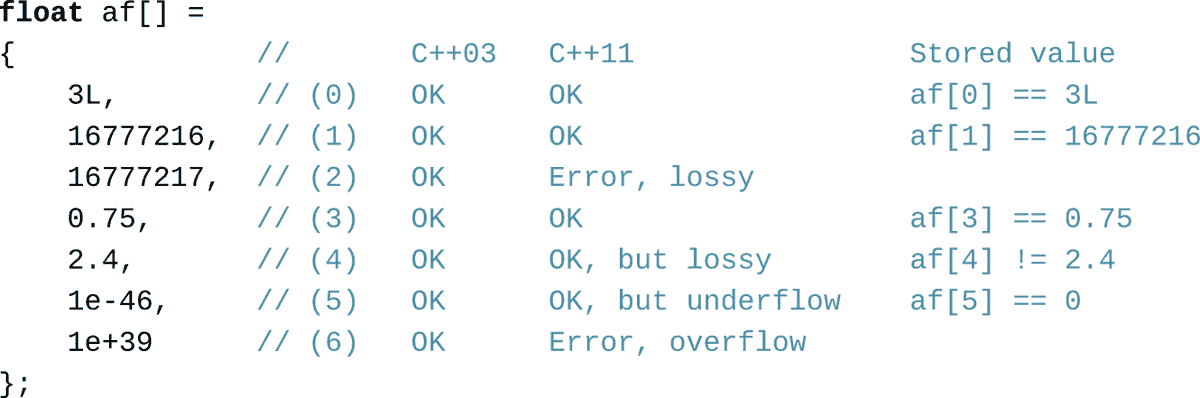 float af[] =
{              //       C++03   C++11                Stored value
    3L,        // (0)   OK      OK                   af[0] == 3L
    16777216,  // (1)   OK      OK                   af[1] == 16777216
    16777217,  // (2)   OK      Error, lossy
    0.75,      // (3)   OK      OK                   af[3] == 0.75
    2.4,       // (4)   OK      OK, but lossy        af[4] != 2.4
    1e-46,     // (5)   OK      OK, but underflow    af[5] == 0
    1e+39      // (6)   OK      Error, overflow
};